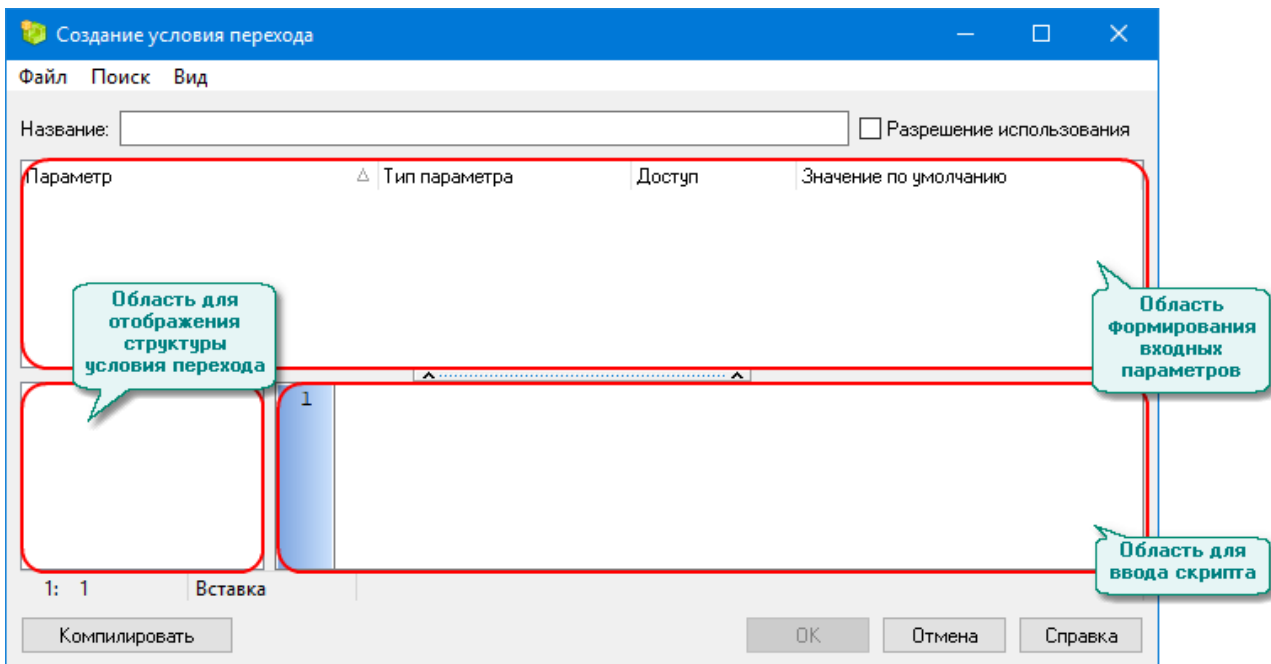 Создание условия перехода
Файл Поиск Вид
Название: Разрешение использования
Параметр Тип параметра Доступ Значение по умолчанию
Область для
отображения
структуры
условия перехода
Область
формирования
входных
параметров
1
Область для
ввода скрипта
1: 1 Вставка
Компилировать OK Отмена Справка